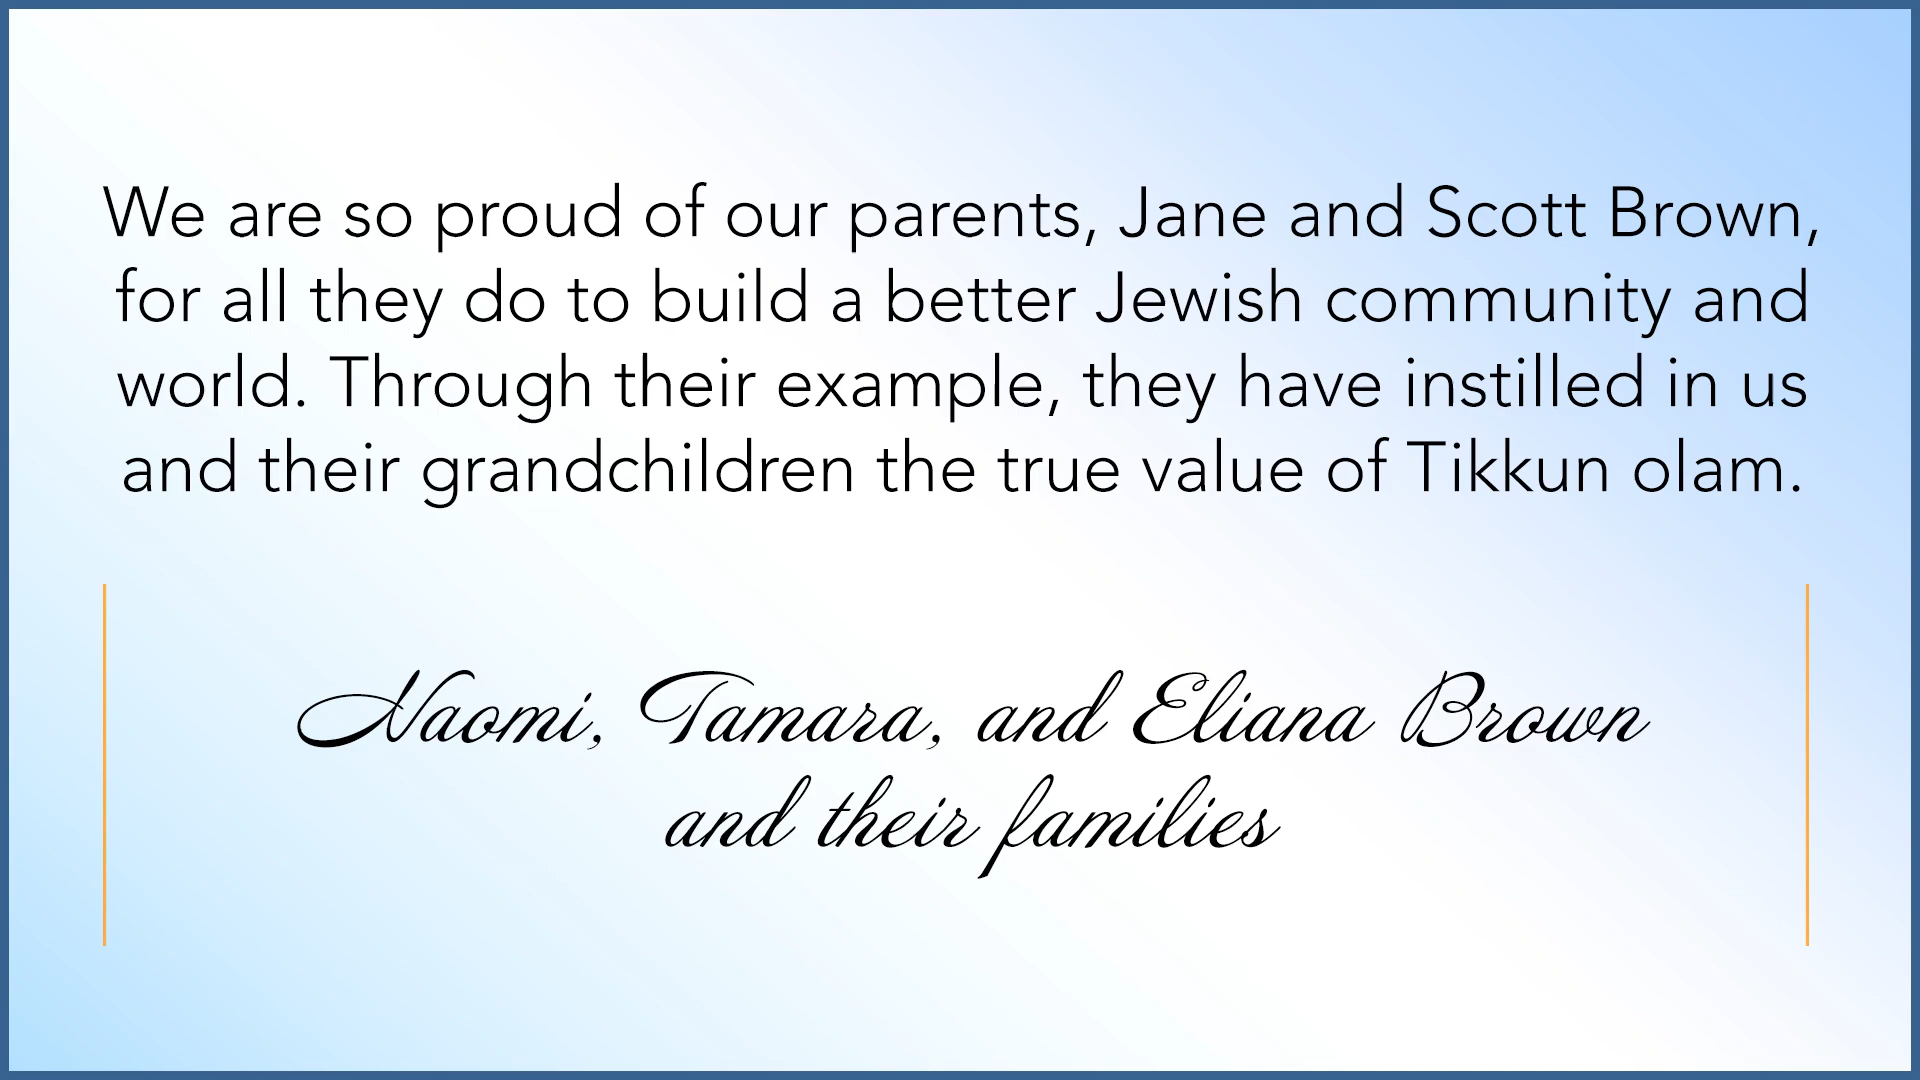 We are so proud of our parents, Jane and Scott Brown,
for all they do to build a better Jewish community and
world. Through their example, they have instilled in us
and their grandchildren the true value of Tikkun olam.
Naomi, Tamara, and Eliana Brown
and their families